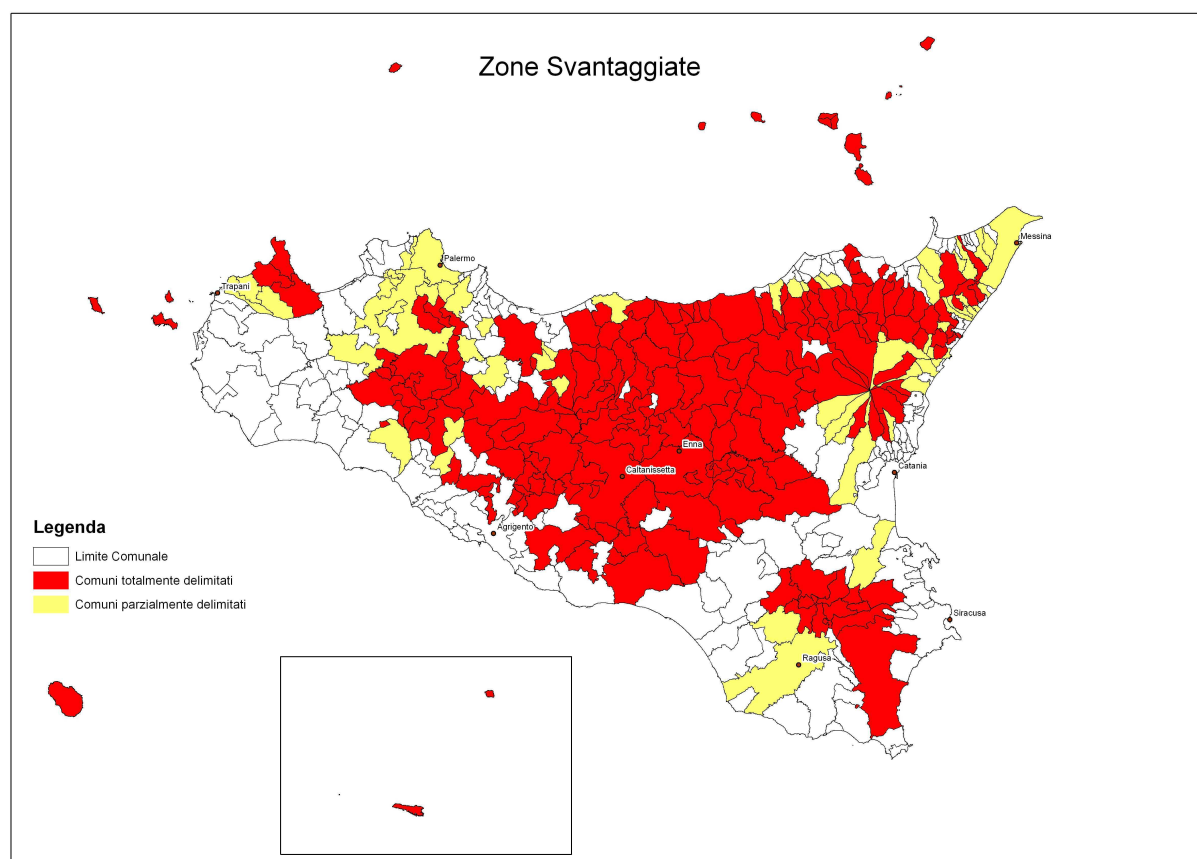 Zone Svantaggiate
Messina
Palermo
Trapani
Enna
Caltanissetta
Catania
Agrigento
Siracusa
Ragusa
Legenda
Limite Comunale
Comuni totalmente delimitati
Comuni parzialmente delimitati